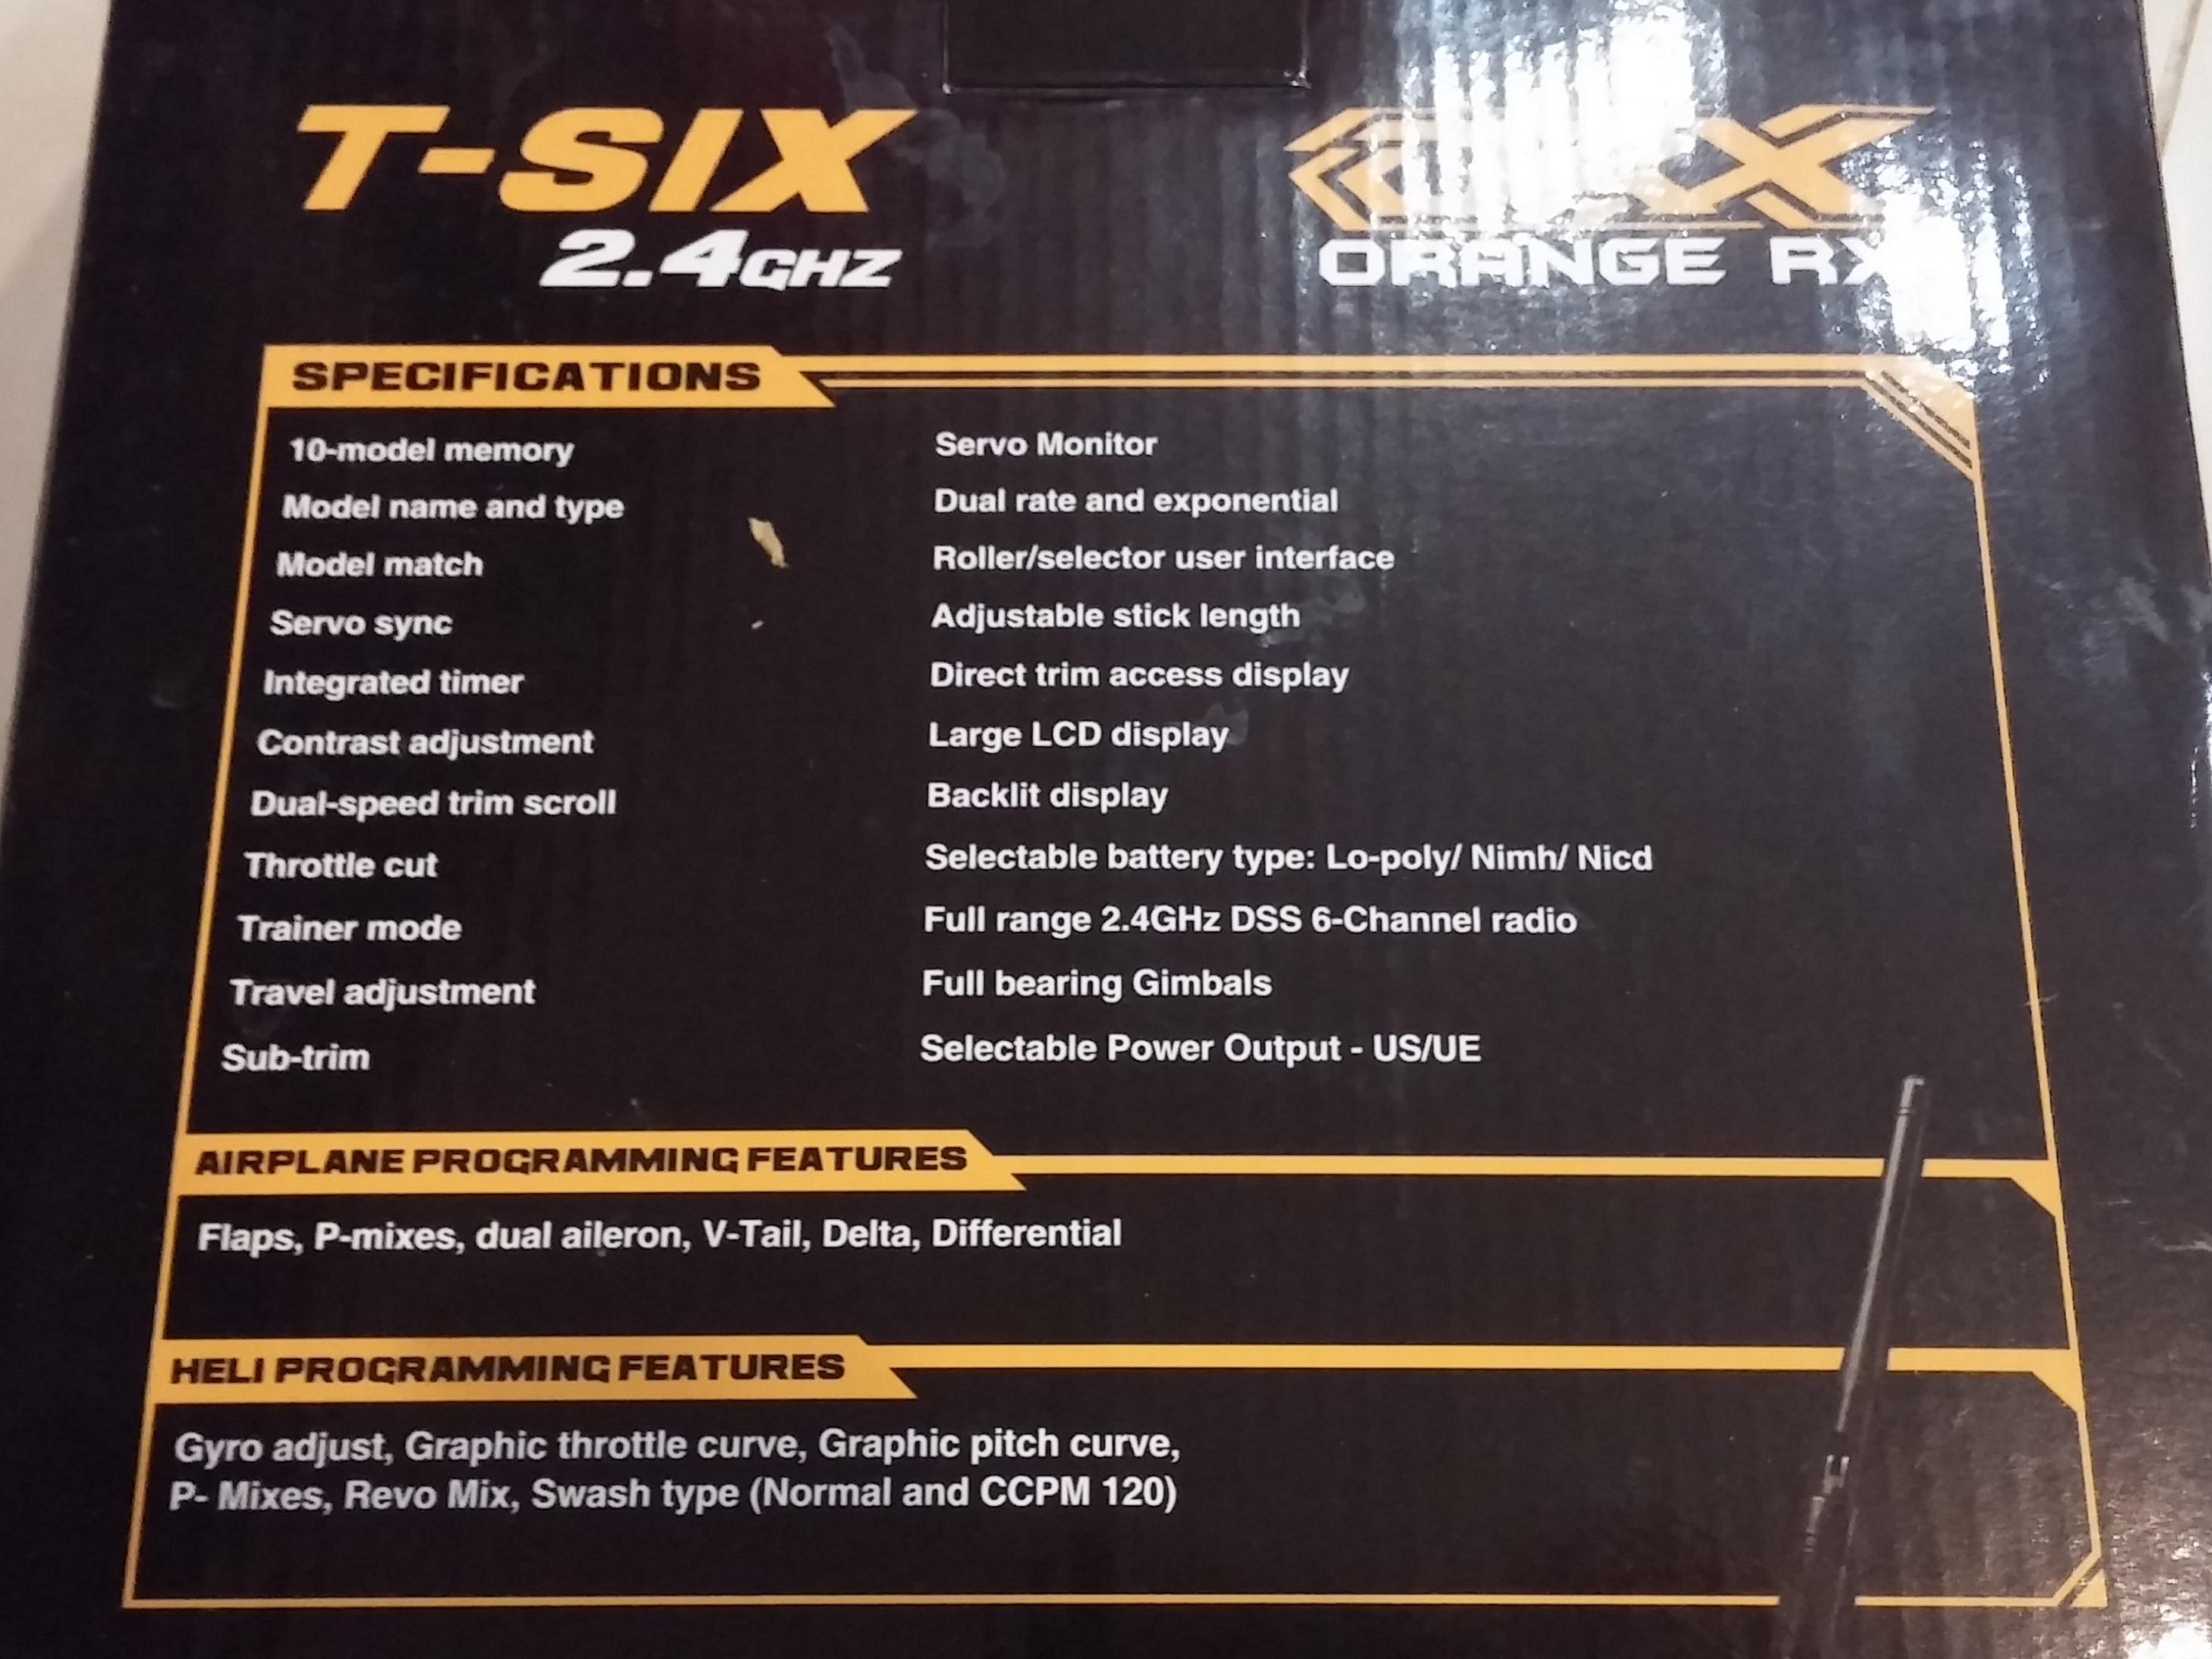 T-SIX
2.4GHZ
ORANGE RX
SPECIFICATIONS
10-model memory
Model name and type
Model match
Servo sync
Integrated timer
Contrast adjustment
Dual-speed trim scroll
Throttle cut
Trainer mode
Travel adjustment
Sub-trim
Servo Monitor
Dual rate and exponential
Roller/selector user interface
Adjustable stick length
Direct trim access display
Large LCD display
Backlit display
Selectable battery type: Lo-poly/ Nimh/ Nicd
Full range 2.4GHz DSS 6-Channel radio
Full bearing Gimbals
Selectable Power Output - US/UE
AIRPLANE PROGRAMMING FEATURES
Flaps, P-mixes, dual aileron, V-Tail, Delta, Differential
HELI PROGRAMMING FEATURES
Gyro adjust, Graphic throttle curve, Graphic pitch curve,
P- Mixes, Revo Mix, Swash type (Normal and CCPM 120)